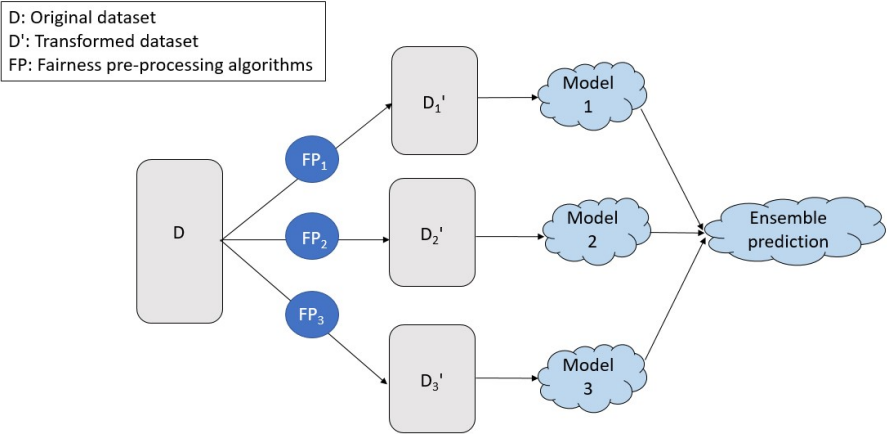 D: Original dataset
D': Transformed dataset
FP: Fairness pre-processing algorithms
D
FP₁
FP₂
FP₃
D₁'
D₂'
D₃'
Model
1
Model
2
Model
3
Ensemble
prediction